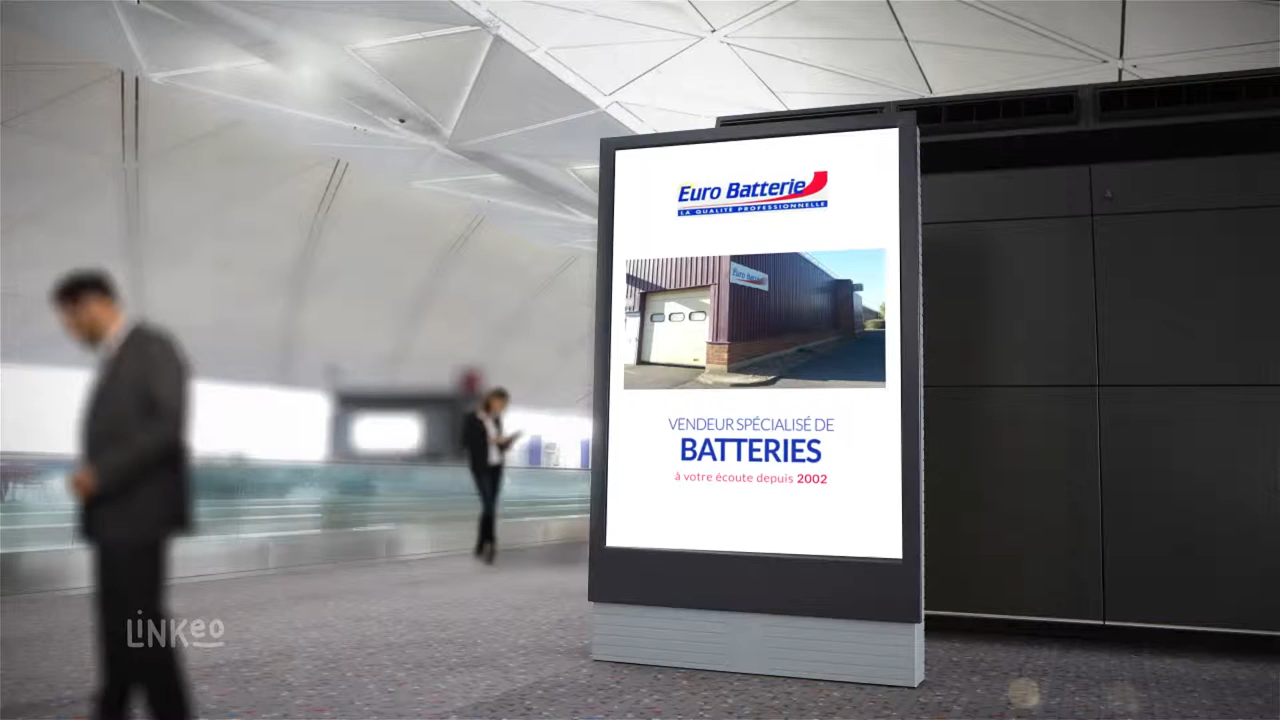 Euro Batterie
LA QUALITÉ PROFESSIONNELLE
Euro Batterie
VENDEUR SPÉCIALISÉ DE
BATTERIES
à votre écoute depuis 2002
LiNKeo